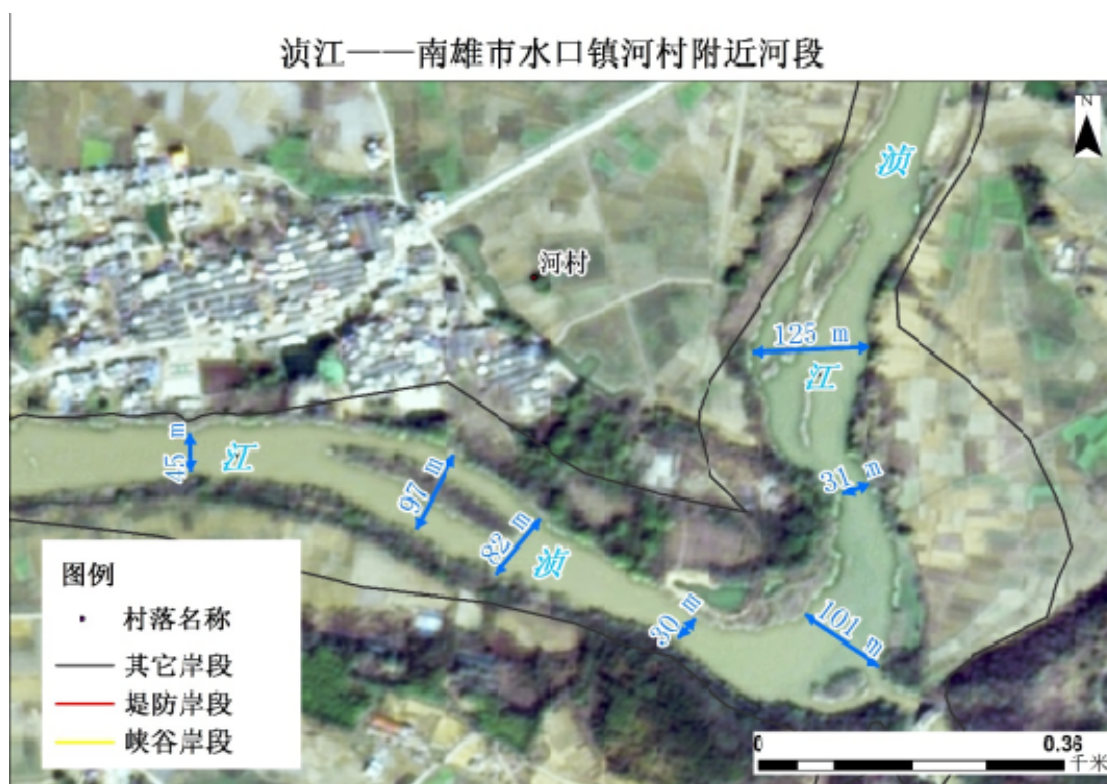 浈江——南雄市水口镇河村附近河段
N
浈
河村
125 m
江
45 m
江
97 m
31 m
82 m
浈
30 m
101 m
图例
村落名称
其它岸段
堤防岸段
峡谷岸段
0 0.36
千米